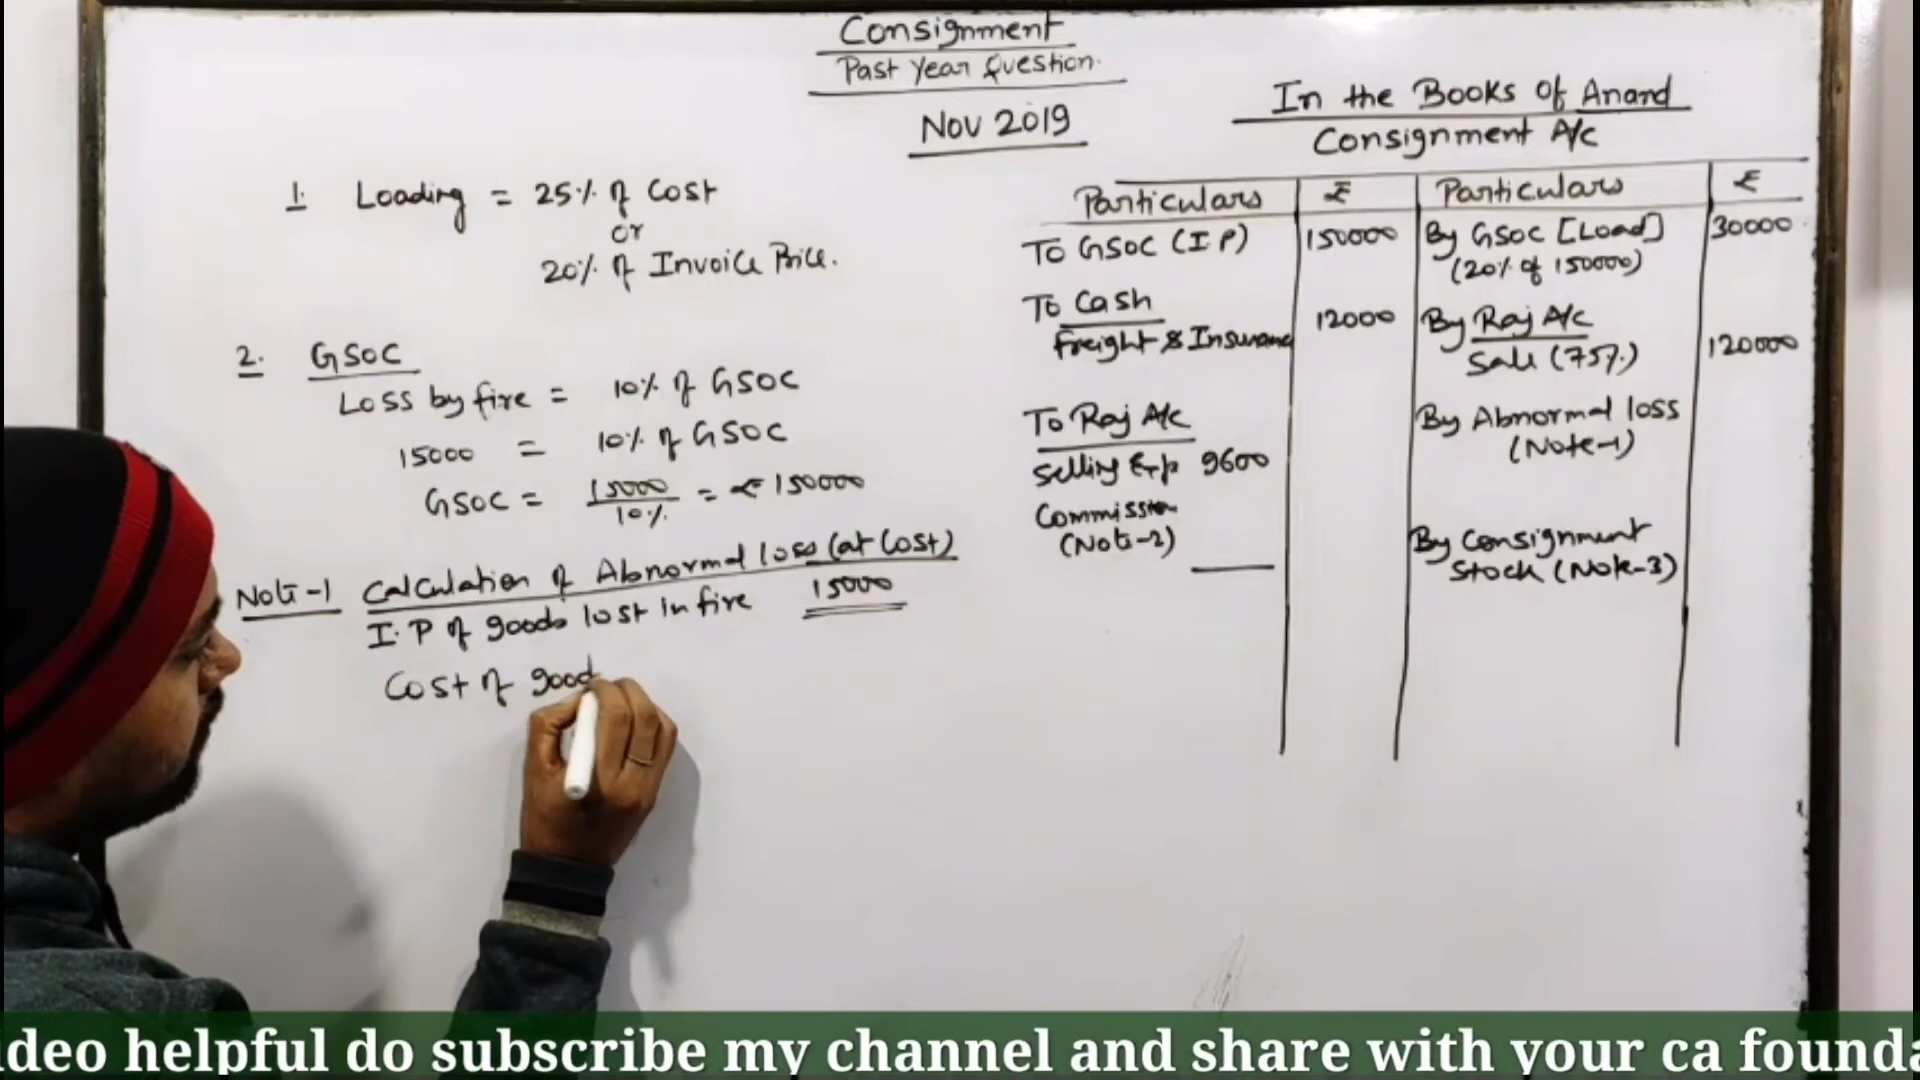 Consignment
Past Year Question.
Nov 2019
1. Loading = 25% of Cost
or
20% of Invoice Price.
2. GSOC
Loss by fire = 10% of GSOC
15000 = 10% of GSOC
GSOC = 15000 / 10% = ₹ 150000
Note-1 Calculation of Abnormal loss (at Cost)
I.P of goods lost in fire 15000
Cost of good
In the Books Of Anand
Consignment A/c
Particulars ₹ Particulars ₹
To GSOC (I P) 150000 By GSOC [Load] 30000
(20% of 150000)
To Cash
Freight & Insurance 12000 By Raj A/c
Sale (75%) 120000
To Raj A/c By Abnormal loss
(Note-1)
Selling Exp 9600
Commission
(Note-2) By Consignment
Stock (Note-3)
ideo helpful do subscribe my channel and share with your ca founda